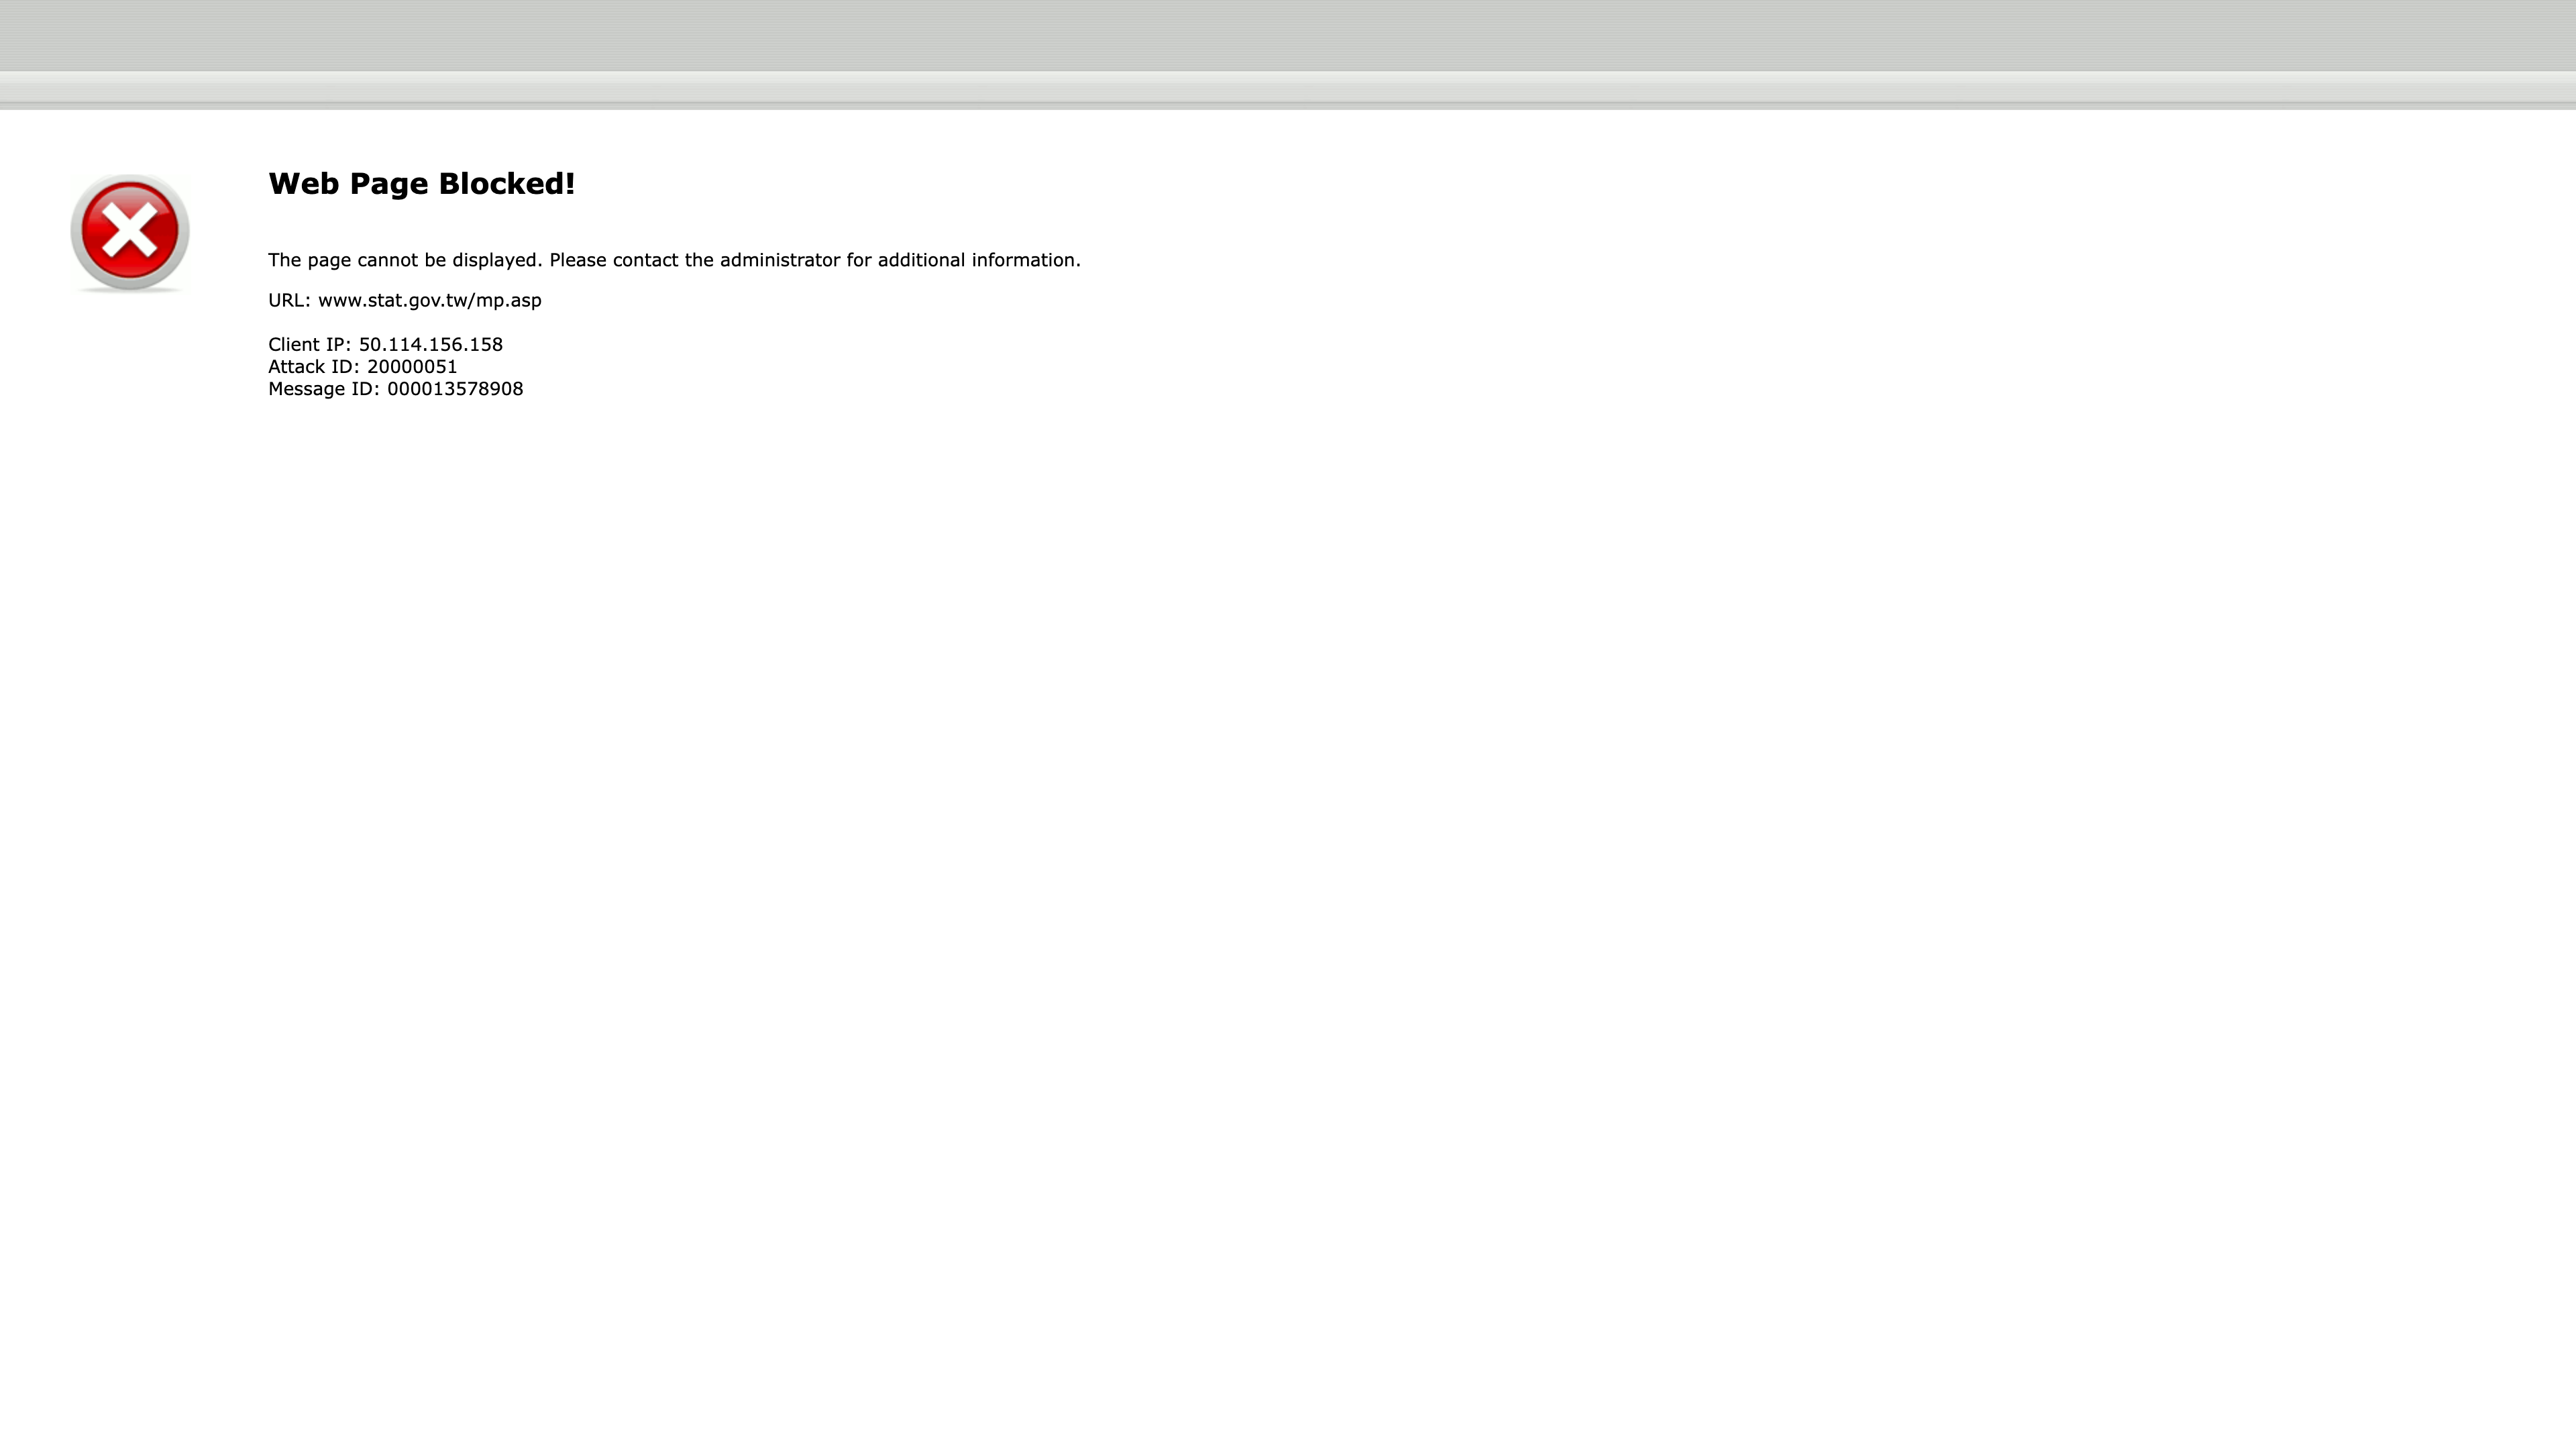 Web Page Blocked!
The page cannot be displayed. Please contact the administrator for additional information.
URL: www.stat.gov.tw/mp.asp
Client IP: 50.114.156.158
Attack ID: 20000051
Message ID: 000013578908